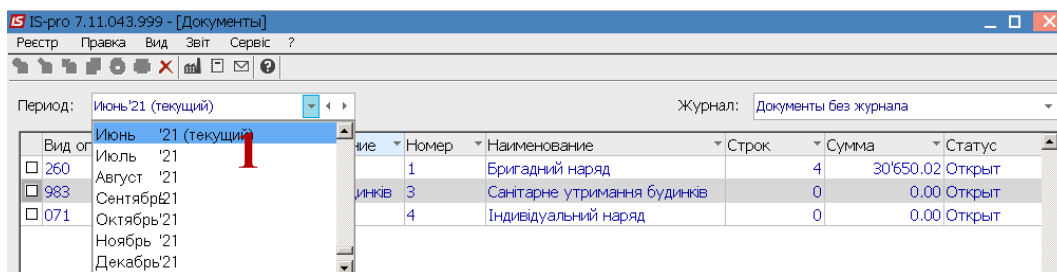 IS-pro 7.11.043.999 - [Документы]
Реєстр Правка Вид Звіт Сервіс ?
Период: Июнь'21 (текущий) Журнал: Документы без журнала
Вид оп ние Номер Наименование Строк Сумма Статус
260 1 Бригадний наряд 4 30'650.02 Открыт
983 динків 3 Санітарне утримання будинків 0 0.00 Открыт
071 4 Індивідуальний наряд 0 0.00 Открыт
Июнь '21 (текущий)
Июль '21
Август '21
Сентябрь'21
Октябрь'21
Ноябрь '21
Декабрь'21
1